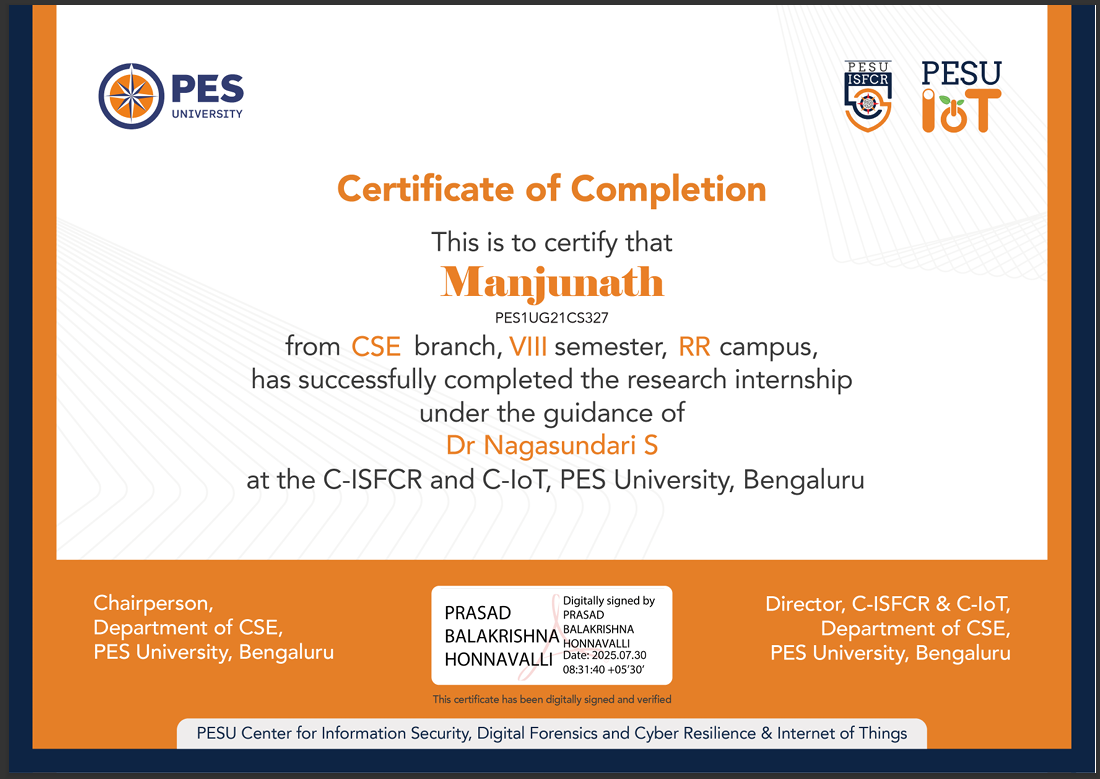 PES
UNIVERSITY
PESU
ISFCR
PESU
IoT
Certificate of Completion
This is to certify that
Manjunath
PES1UG21CS327
from CSE branch, VIII semester, RR campus,
has successfully completed the research internship
under the guidance of
Dr Nagasundari S
at the C-ISFCR and C-IoT, PES University, Bengaluru
Chairperson,
Department of CSE,
PES University, Bengaluru
PRASAD
BALAKRISHNA
HONNAVALLI
Digitally signed by
PRASAD
BALAKRISHNA
HONNAVALLI
Date: 2025.07.30
08:31:40 +05'30'
Director, C-ISFCR & C-IoT,
Department of CSE,
PES University, Bengaluru
This certificate has been digitally signed and verified
PESU Center for Information Security, Digital Forensics and Cyber Resilience & Internet of Things